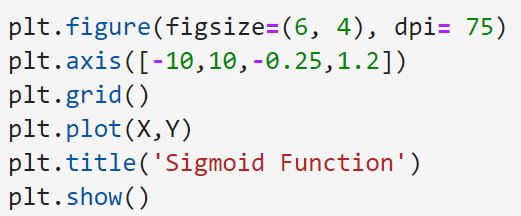 plt.figure(figsize=(6, 4), dpi= 75)
plt.axis([-10,10,-0.25,1.2])
plt.grid()
plt.plot(X,Y)
plt.title('Sigmoid Function')
plt.show()